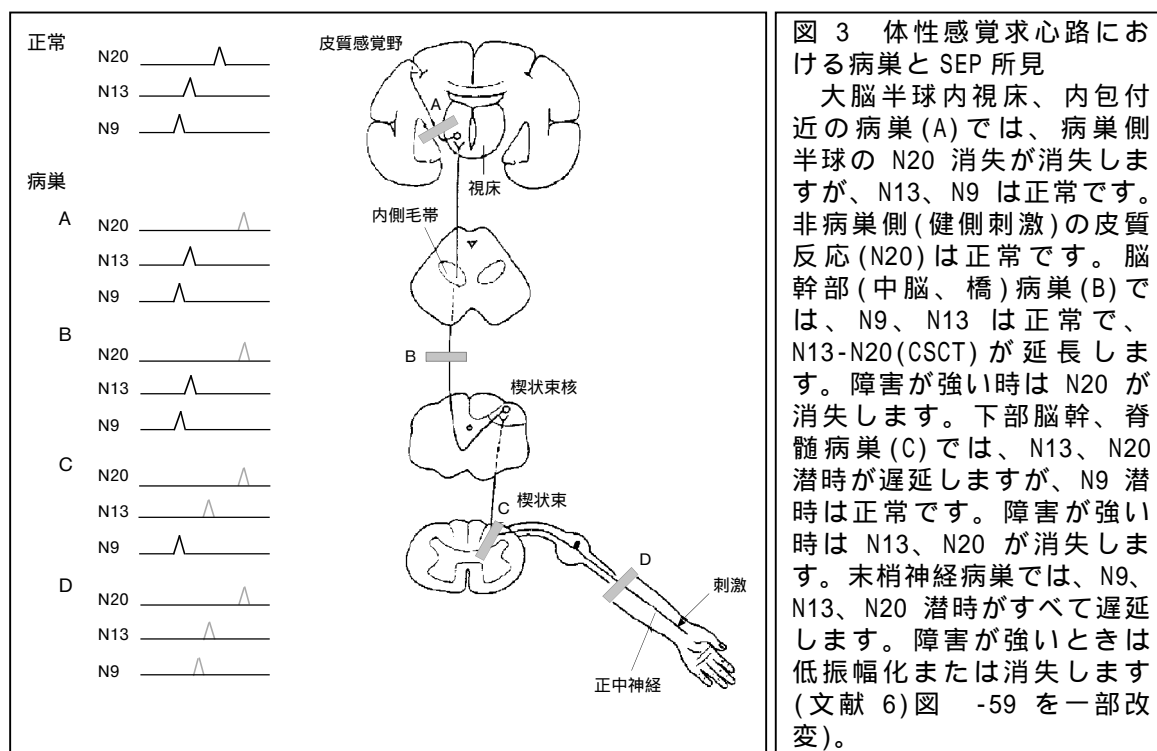 正常
N20
N13
N9
病巣
A
N20
N13
N9
B
N20
N13
N9
C
N20
N13
N9
D
N20
N13
N9
皮質感覚野
A
視床
内側毛帯
B
楔状束核
C 楔状束
D
刺激
正中神経
図 3 体性感覚求心路にお
ける病巣と SEP 所見
大脳半球内視床、内包付
近の病巣(A)では、病巣側
半球の N20 消失が消失しま
すが、N13、N9 は正常です。
非病巣側(健側刺激)の皮質
反応(N20)は正常です。脳
幹部(中脳、橋)病巣(B)で
は、N9、N13 は正常で、
N13-N20(CSCT)が延長しま
す。障害が強い時は N20 が
消失します。下部脳幹、脊
髄病巣(C)では、N13、N20
潜時が遅延しますが、N9 潜
時は正常です。障害が強い
時は N13、N20 が消失しま
す。末梢神経病巣では、N9、
N13、N20 潜時がすべて遅延
します。障害が強いときは
低振幅化または消失します
(文献 6)図 -59 を一部改
変)。